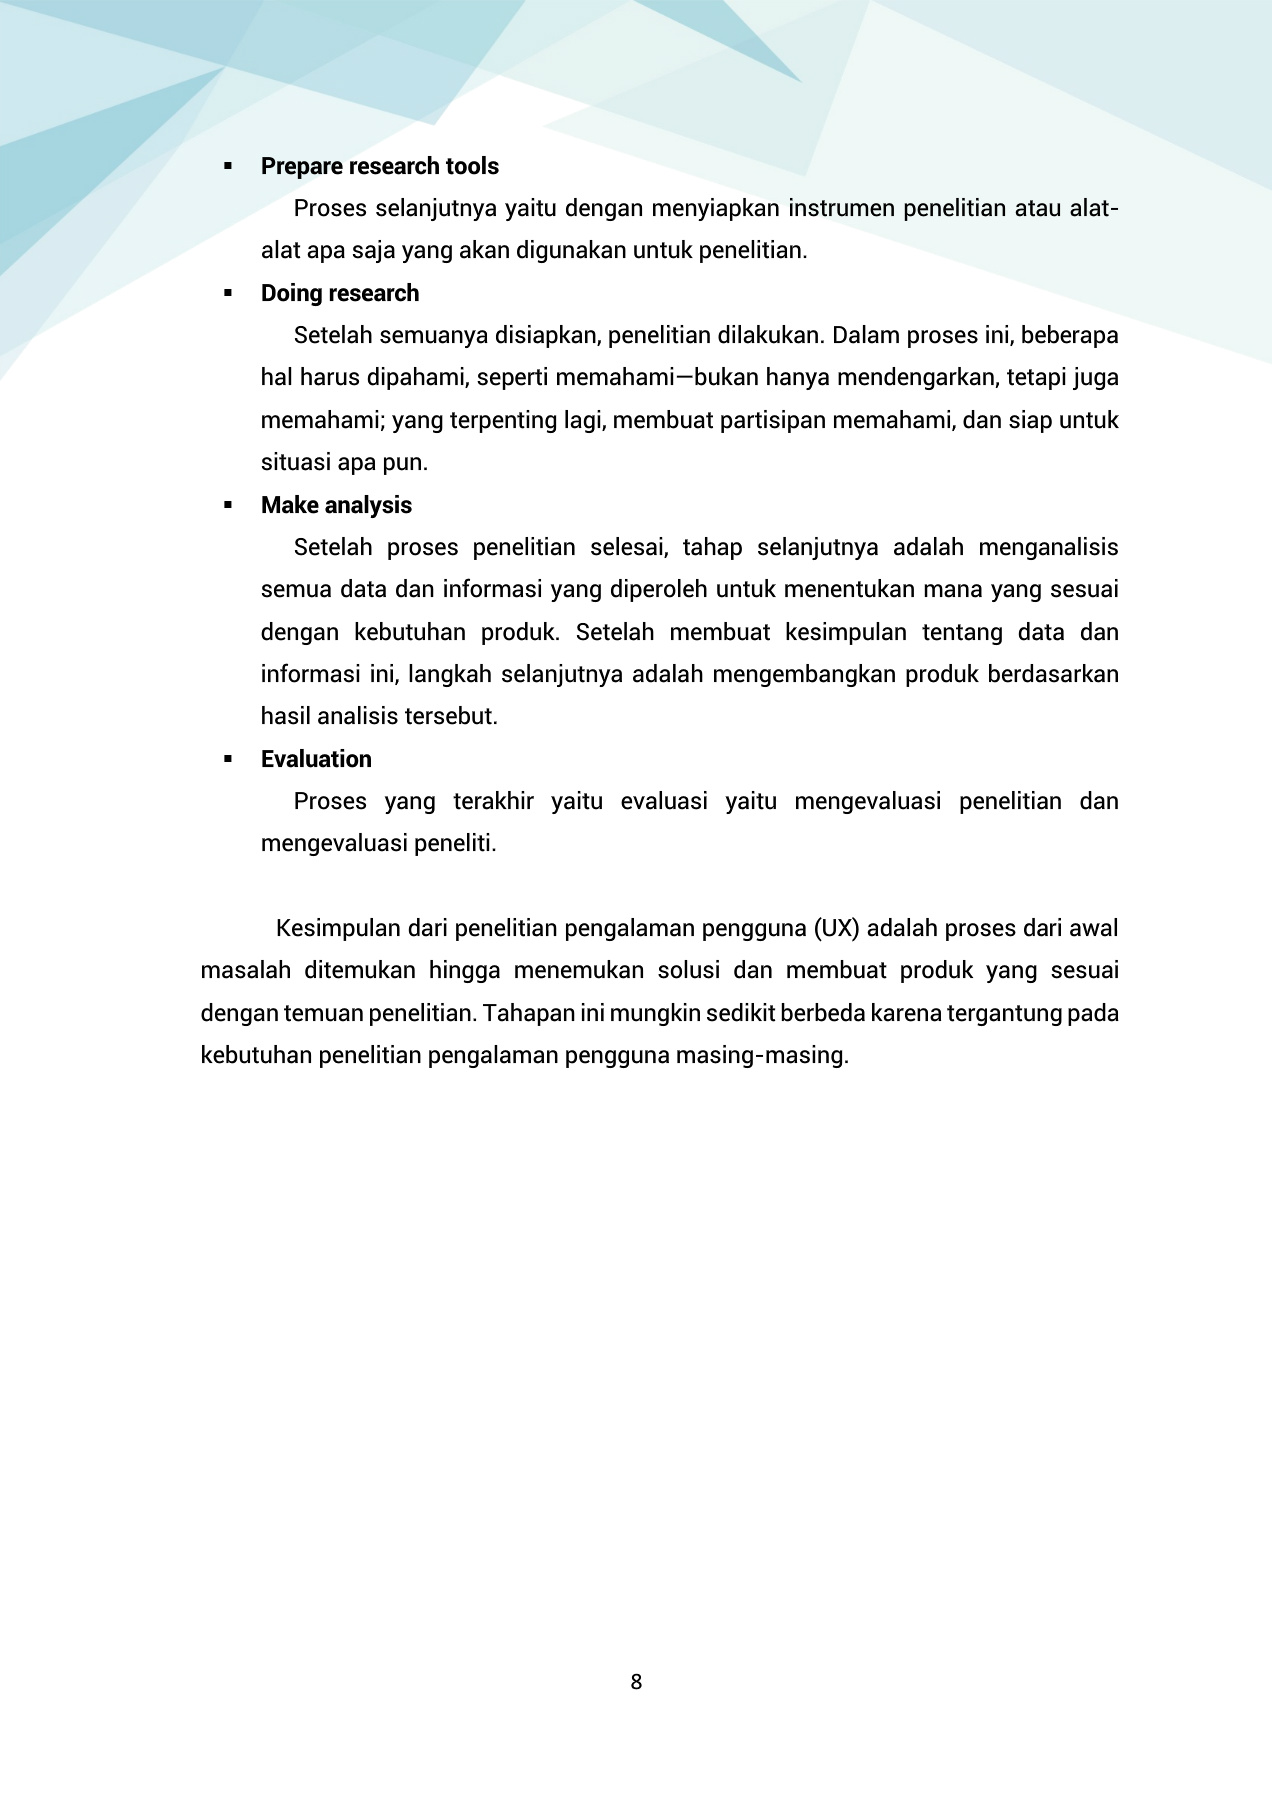 ▪ Prepare research tools
Proses selanjutnya yaitu dengan menyiapkan instrumen penelitian atau alat-
alat apa saja yang akan digunakan untuk penelitian.
▪ Doing research
Setelah semuanya disiapkan, penelitian dilakukan. Dalam proses ini, beberapa
hal harus dipahami, seperti memahami—bukan hanya mendengarkan, tetapi juga
memahami; yang terpenting lagi, membuat partisipan memahami, dan siap untuk
situasi apa pun.
▪ Make analysis
Setelah proses penelitian selesai, tahap selanjutnya adalah menganalisis
semua data dan informasi yang diperoleh untuk menentukan mana yang sesuai
dengan kebutuhan produk. Setelah membuat kesimpulan tentang data dan
informasi ini, langkah selanjutnya adalah mengembangkan produk berdasarkan
hasil analisis tersebut.
▪ Evaluation
Proses yang terakhir yaitu evaluasi yaitu mengevaluasi penelitian dan
mengevaluasi peneliti.
Kesimpulan dari penelitian pengalaman pengguna (UX) adalah proses dari awal
masalah ditemukan hingga menemukan solusi dan membuat produk yang sesuai
dengan temuan penelitian. Tahapan ini mungkin sedikit berbeda karena tergantung pada
kebutuhan penelitian pengalaman pengguna masing-masing.
8